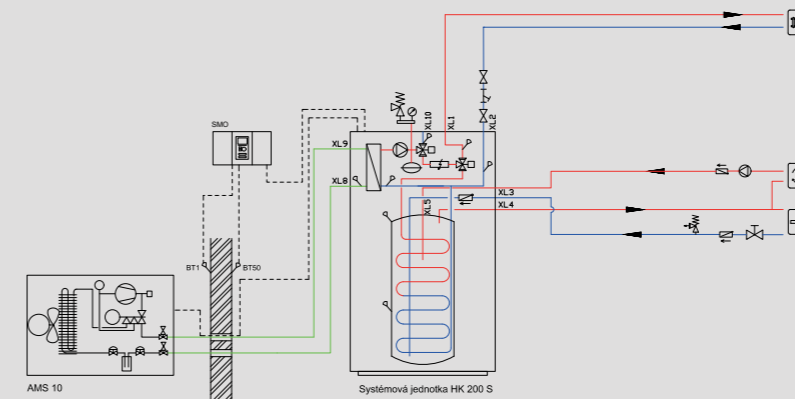 SMO
XL10
XL1
XL2
XL9
XL8
XL3
XL4
XL5
BT1
BT50
AMS 10
Systémová jednotka HK 200 S